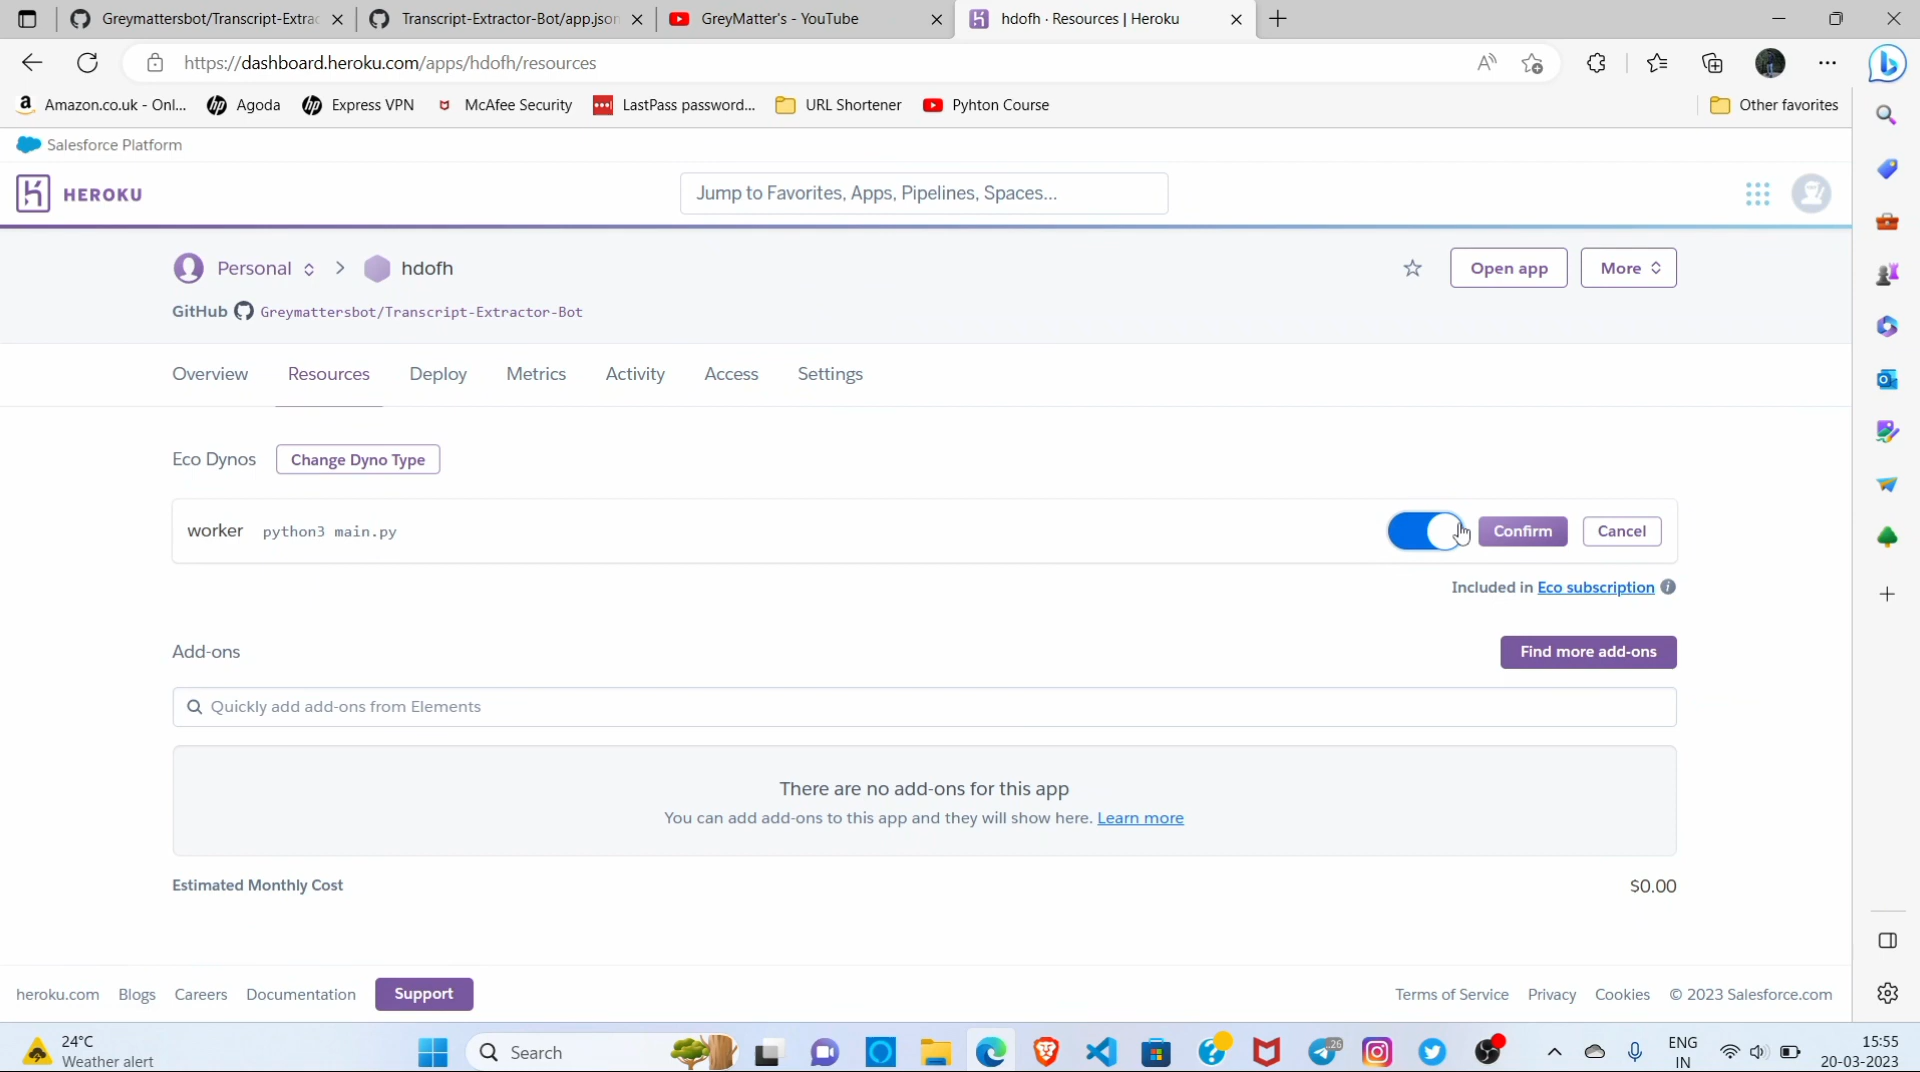 Greymattersbot/Transcript-Extrac
Transcript-Extractor-Bot/app.json
GreyMatter's - YouTube
hdofh · Resources | Heroku
https://dashboard.heroku.com/apps/hdofh/resources
Amazon.co.uk - Onl...
Agoda
Express VPN
McAfee Security
LastPass password...
URL Shortener
Pyhton Course
Other favorites
Salesforce Platform
HEROKU
Jump to Favorites, Apps, Pipelines, Spaces...
Personal
hdofh
Open app
More
GitHub Greymattersbot/Transcript-Extractor-Bot
Overview
Resources
Deploy
Metrics
Activity
Access
Settings
Eco Dynos
Change Dyno Type
worker python3 main.py
Confirm
Cancel
Included in Eco subscription
Add-ons
Find more add-ons
Quickly add add-ons from Elements
There are no add-ons for this app
You can add add-ons to this app and they will show here. Learn more
Estimated Monthly Cost
$0.00
heroku.com
Blogs
Careers
Documentation
Support
Terms of Service
Privacy
Cookies
© 2023 Salesforce.com
24°C
Weather alert
Search
26
ENG
IN
15:55
20-03-2023